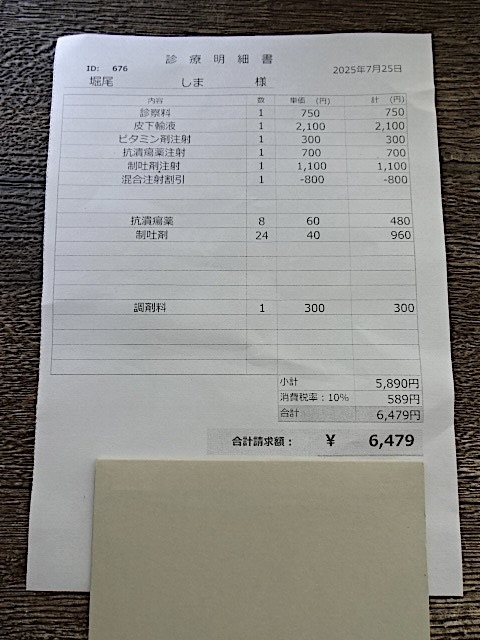 診療明細書
ID: 676
2025年7月25日
堀尾 しま 様
内容 数 単価 (円) 計 (円)
診察料 1 750 750
皮下輸液 1 2,100 2,100
ビタミン剤注射 1 300 300
抗潰瘍薬注射 1 700 700
制吐剤注射 1 1,100 1,100
混合注射割引 1 -800 -800
抗潰瘍薬 8 60 480
制吐剤 24 40 960
調剤料 1 300 300
小計 5,890円
消費税率:10% 589円
合計 6,479円
合計請求額: ¥ 6,479